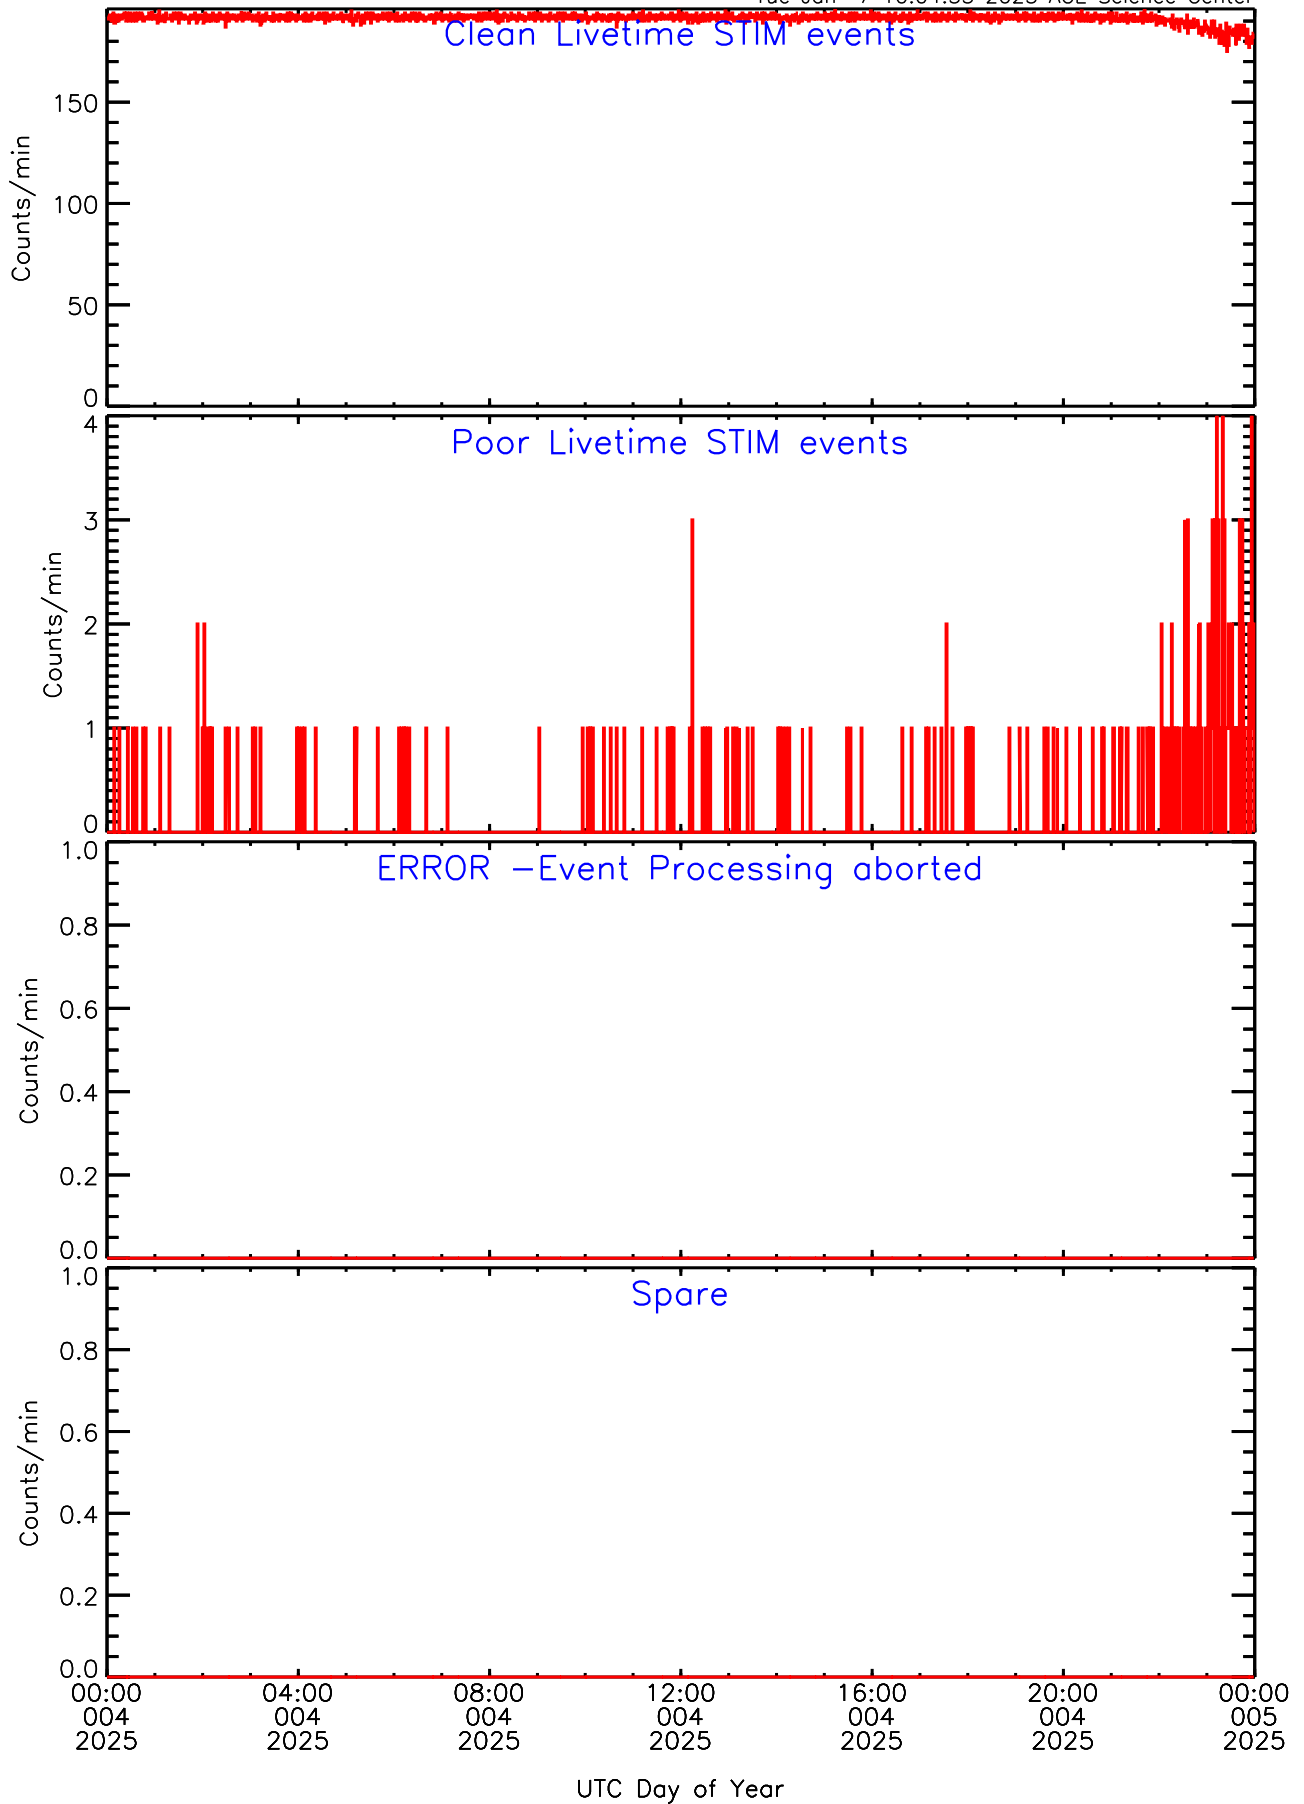 Clean Livetime STIM events
150
100
50
0
Counts/min
Poor Livetime STIM events
4
3
2
1
0
Counts/min
ERROR -Event Processing aborted
1.0
0.8
0.6
0.4
0.2
0.0
Counts/min
Spare
1.0
0.8
0.6
0.4
0.2
0.0
Counts/min
00:00 04:00 08:00 12:00 16:00 20:00 00:00
004 004 004 004 004 004 005
2025 2025 2025 2025 2025 2025 2025
UTC Day of Year